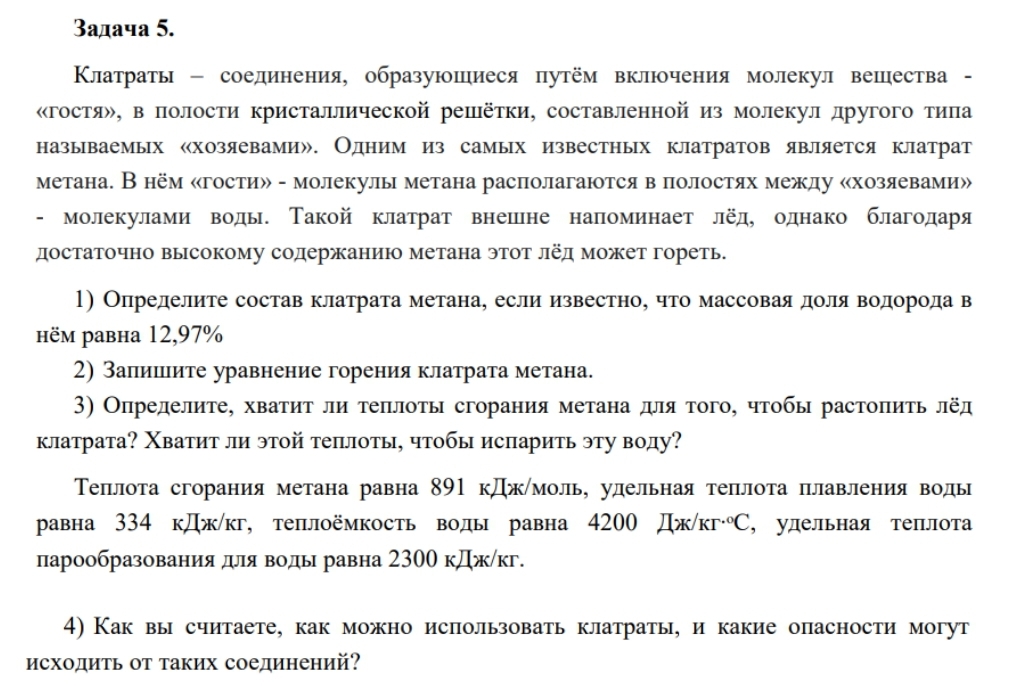 Задача 5.
Клатраты – соединения, образующиеся путём включения молекул вещества -
«гостя», в полости кристаллической решётки, составленной из молекул другого типа
называемых «хозяевами». Одним из самых известных клатратов является клатрат
метана. В нём «гости» - молекулы метана располагаются в полостях между «хозяевами»
- молекулами воды. Такой клатрат внешне напоминает лёд, однако благодаря
достаточно высокому содержанию метана этот лёд может гореть.
1) Определите состав клатрата метана, если известно, что массовая доля водорода в
нём равна 12,97%
2) Запишите уравнение горения клатрата метана.
3) Определите, хватит ли теплоты сгорания метана для того, чтобы растопить лёд
клатрата? Хватит ли этой теплоты, чтобы испарить эту воду?
Теплота сгорания метана равна 891 кДж/моль, удельная теплота плавления воды
равна 334 кДж/кг, теплоёмкость воды равна 4200 Дж/кг·ºС, удельная теплота
парообразования для воды равна 2300 кДж/кг.
4) Как вы считаете, как можно использовать клатраты, и какие опасности могут
исходить от таких соединений?